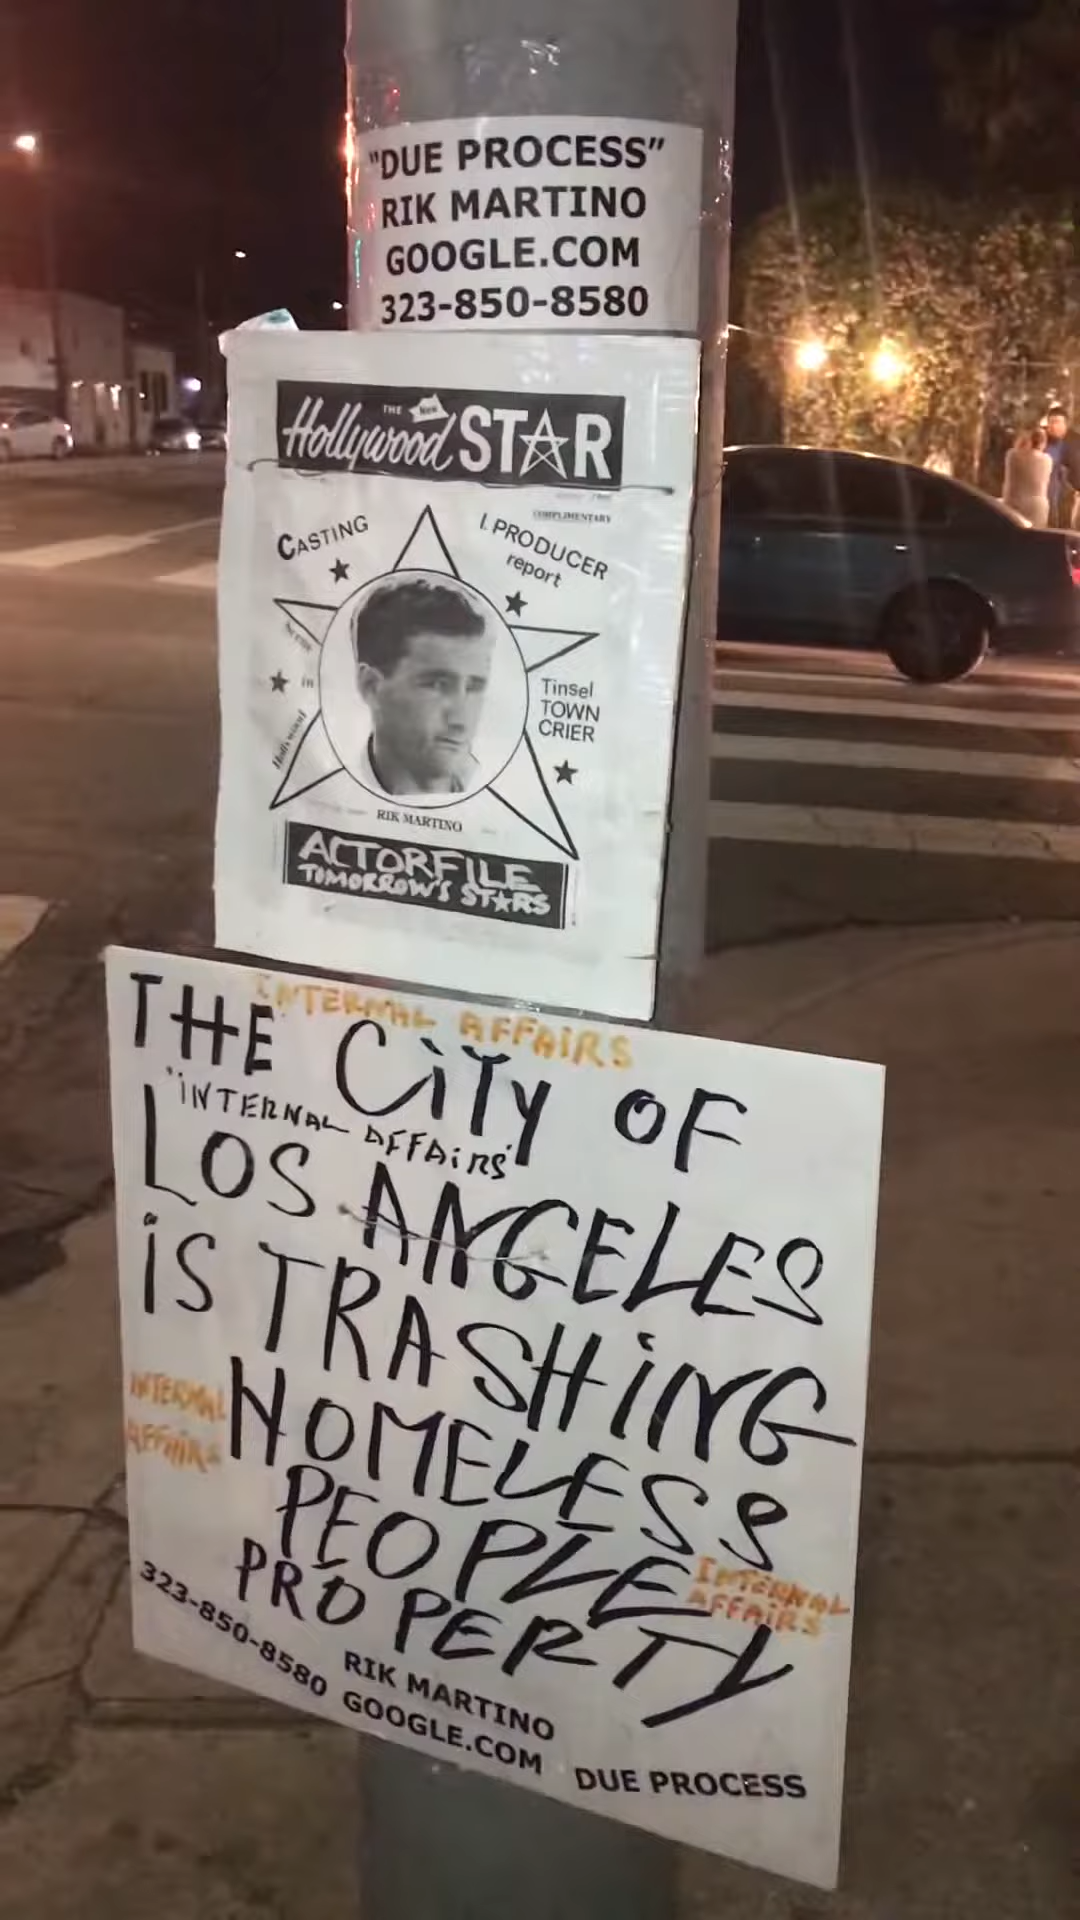 "DUE PROCESS"
RIK MARTINO
GOOGLE.COM
323-850-8580
THE New
Hollywood STAR
COMPLIMENTARY
CASTING
I. PRODUCER
report
in
Hollywood
Tinsel
TOWN
CRIER
RIK MARTINO
ACTORFILE
TOMORROW'S STARS
INTERNAL AFFAIRS
THE CiTy OF
"INTERNAL AFFAiRS"
LOS ANGELES
iS TRASHiNG
INTERNAL
AFFAIRS
HOMELESS
PEOPLE
INTERNAL
AFFAIRS
PROPERTY
323-850-8580
RIK MARTINO
GOOGLE.COM
DUE PROCESS